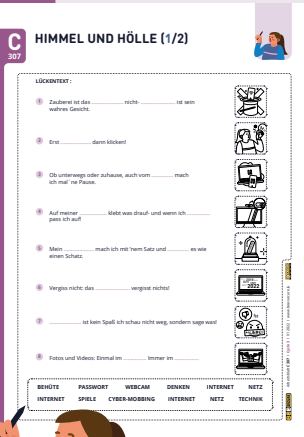 C
307
HIMMEL UND HÖLLE (1/2)
LÜCKENTEXT :
1 Zauberei ist das ................ nicht- ................ ist sein
wahres Gesicht.
2 Erst ................ dann klicken!
3 Ob unterwegs oder zuhause, auch vom ............ mach
ich mal´ne Pause.
4 Auf meiner ................ klebt was drauf- und wenn ich ............
pass ich auf!
5 Mein ................ mach ich mit 'nem Satz und ............ es wie
einen Schatz
6 Vergiss nicht: das ................ vergisst nichts!
7 ................ ist kein Spaß ich schau nicht weg, sondern sage was!
8 Fotos und Videos: Einmal im ............ Immer im ............
2022
BEHÜTE PASSWORT WEBCAM DENKEN INTERNET NETZ
INTERNET SPIELE CYBER-MOBBING INTERNET NETZ TECHNIK